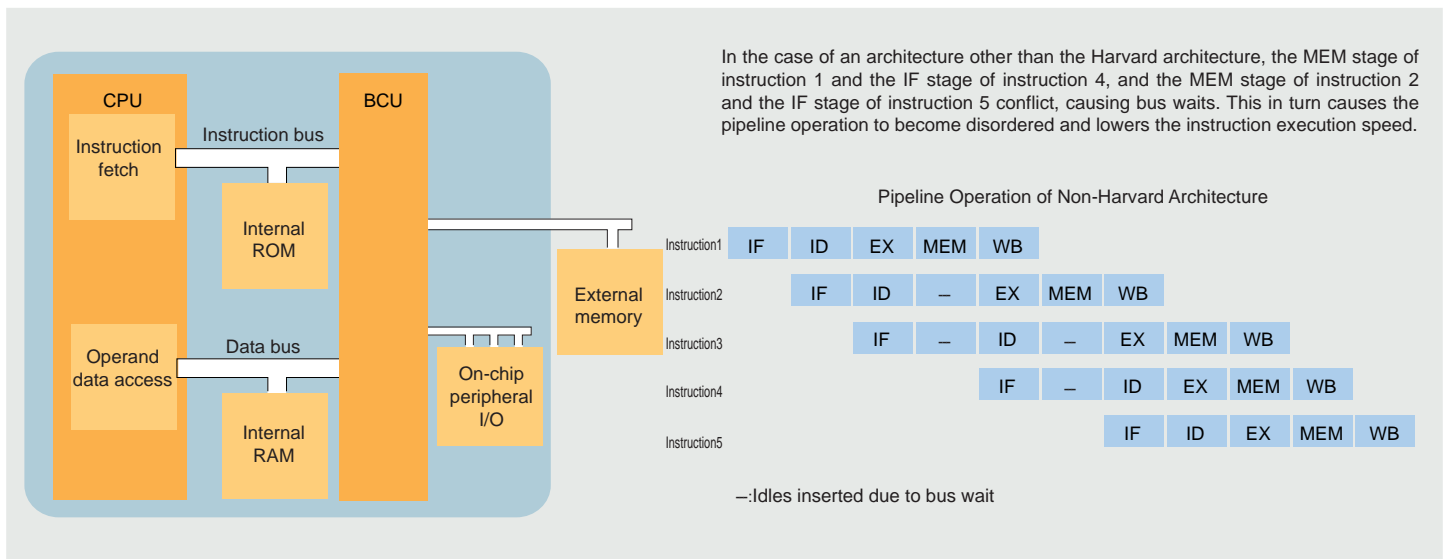 In the case of an architecture other than the Harvard architecture, the MEM stage of
instruction 1 and the IF stage of instruction 4, and the MEM stage of instruction 2
and the IF stage of instruction 5 conflict, causing bus waits. This in turn causes the
pipeline operation to become disordered and lowers the instruction execution speed.
CPU
BCU
Instruction
fetch
Instruction bus
Internal
ROM
Operand
data access
Data bus
Internal
RAM
On-chip
peripheral
I/O
External
memory
Pipeline Operation of Non-Harvard Architecture
Instruction1 IF ID EX MEM WB
Instruction2 IF ID – EX MEM WB
Instruction3 IF – ID – EX MEM WB
Instruction4 IF – ID EX MEM WB
Instruction5 IF ID EX MEM WB
–:Idles inserted due to bus wait